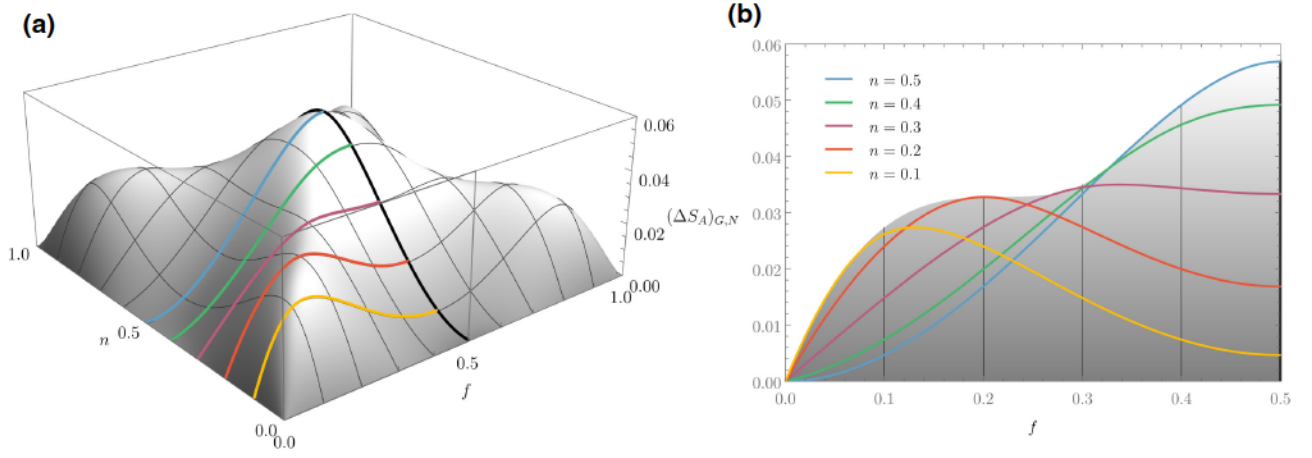 (a)
0.06
0.04
(ΔS_A)_{G,N}
0.02
0.00
1.0
1.0
n
0.5
0.5
f
0.0
0.0
(b)
0.06
0.05
0.04
0.03
0.02
0.01
0.00
n = 0.5
n = 0.4
n = 0.3
n = 0.2
n = 0.1
0.0 0.1 0.2 0.3 0.4 0.5
f